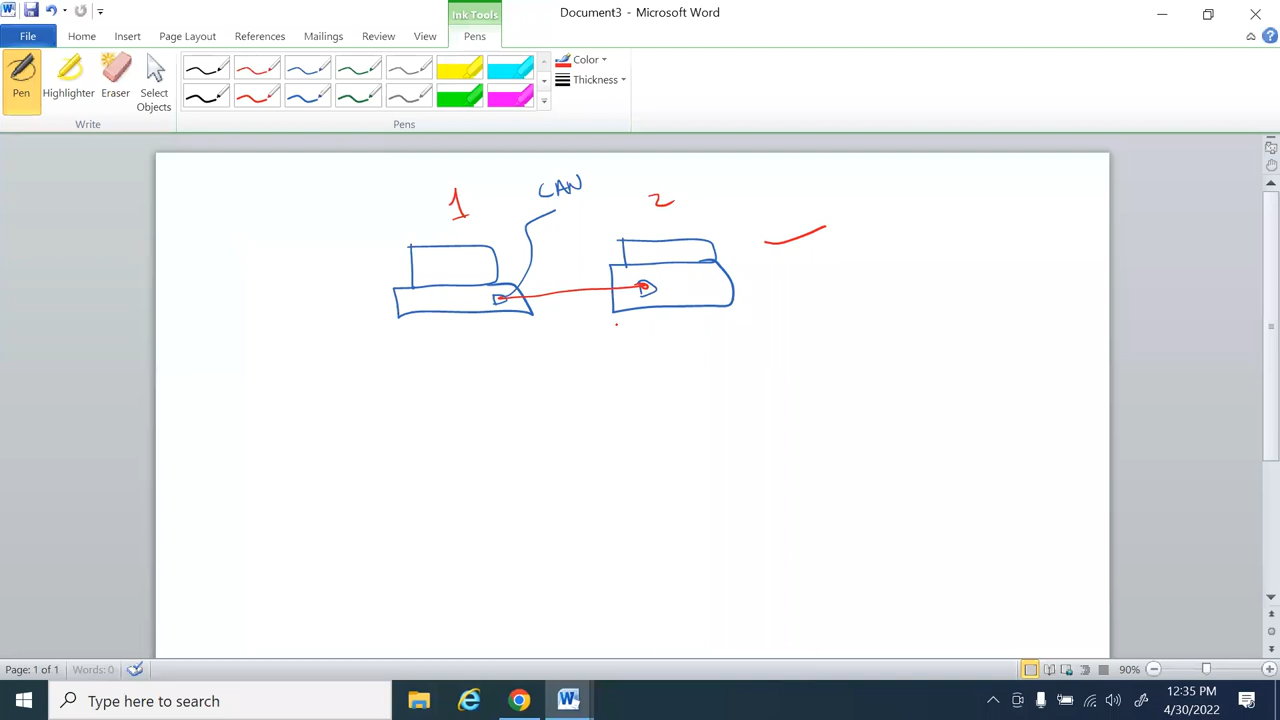 Ink Tools
Document3 - Microsoft Word
File
Home
Insert
Page Layout
References
Mailings
Review
View
Pens
Pen
Highlighter
Eraser
Select
Objects
Color
Thickness
Write
Pens
1
CAN
2
Page: 1 of 1
Words: 0
90%
Type here to search
12:35 PM
4/30/2022